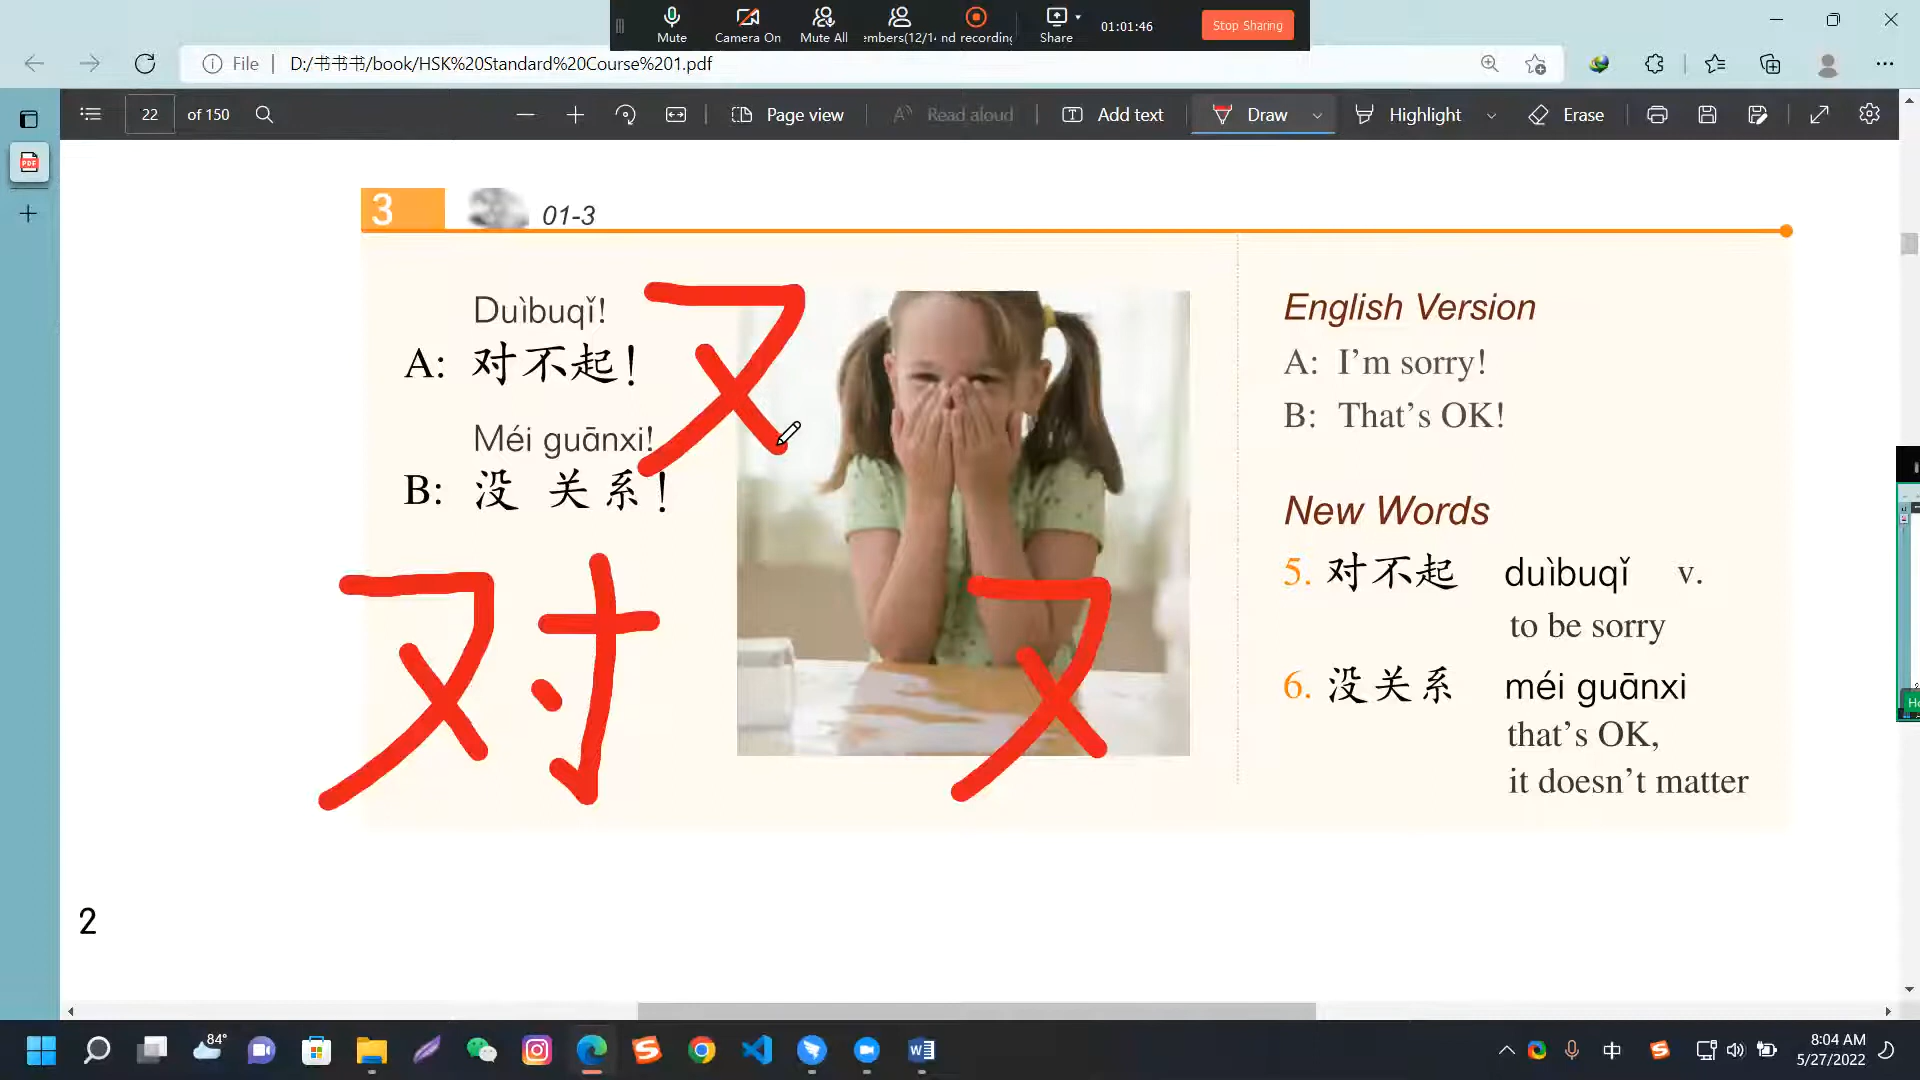 Mute
Camera On
Mute All
embers(12/1
nd recording
Share
01:01:46
Stop Sharing
File
D:/书书书/book/HSK%20Standard%20Course%201.pdf
22 of 150
Page view
Read aloud
Add text
Draw
Highlight
Erase
3 01-3
Duìbuqǐ!
A: 对不起!
Méi guānxi!
B: 没 关系!
又
对
又
English Version
A: I'm sorry!
B: That's OK!
New Words
5. 对不起 duìbuqǐ v.
to be sorry
6. 没关系 méi guānxi
that's OK,
it doesn't matter
2
84°
中
8:04 AM
5/27/2022